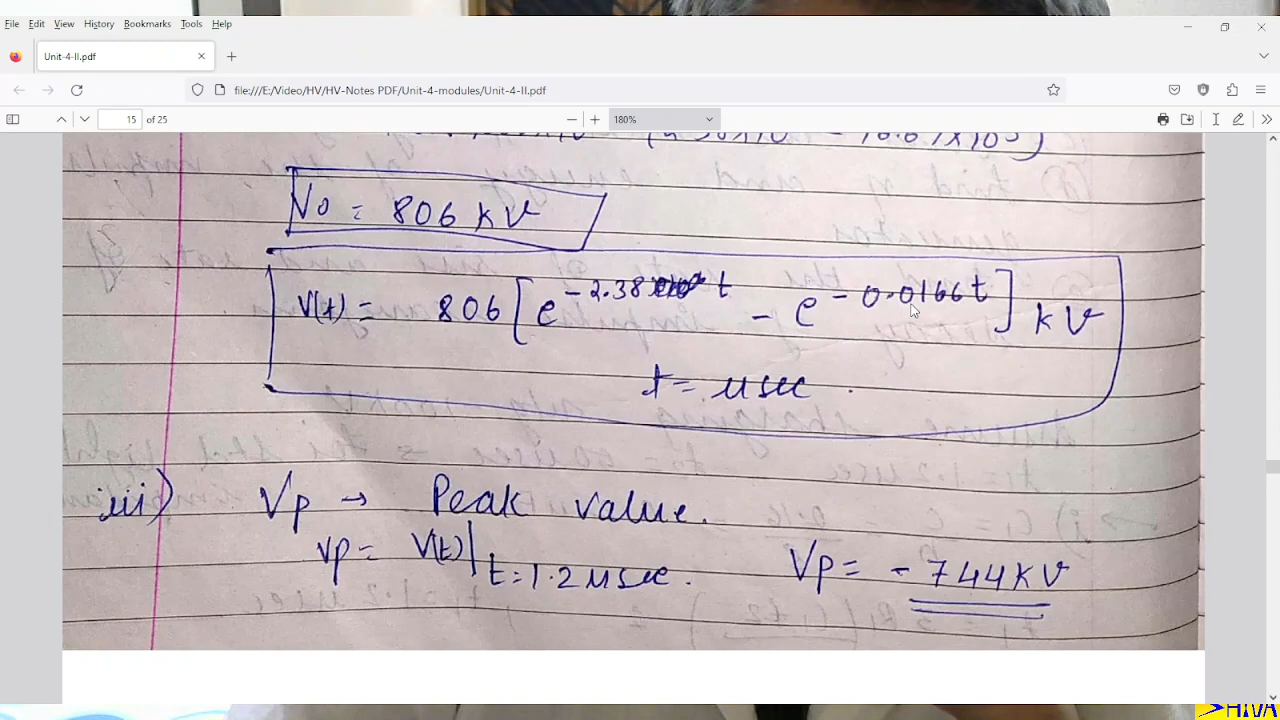 File Edit View History Bookmarks Tools Help
Unit-4-II.pdf
file:///E:/Video/HV/HV-Notes PDF/Unit-4-modules/Unit-4-II.pdf
15 of 25 180%
V0 = 806 kV
V(t) = 806 [e^-2.38 t - e^-0.0166t] kV
t = μsec.
iii) Vp → Peak value.
Vp = V(t)|t=1.2 μsec. Vp = -744 kV
SHIVA